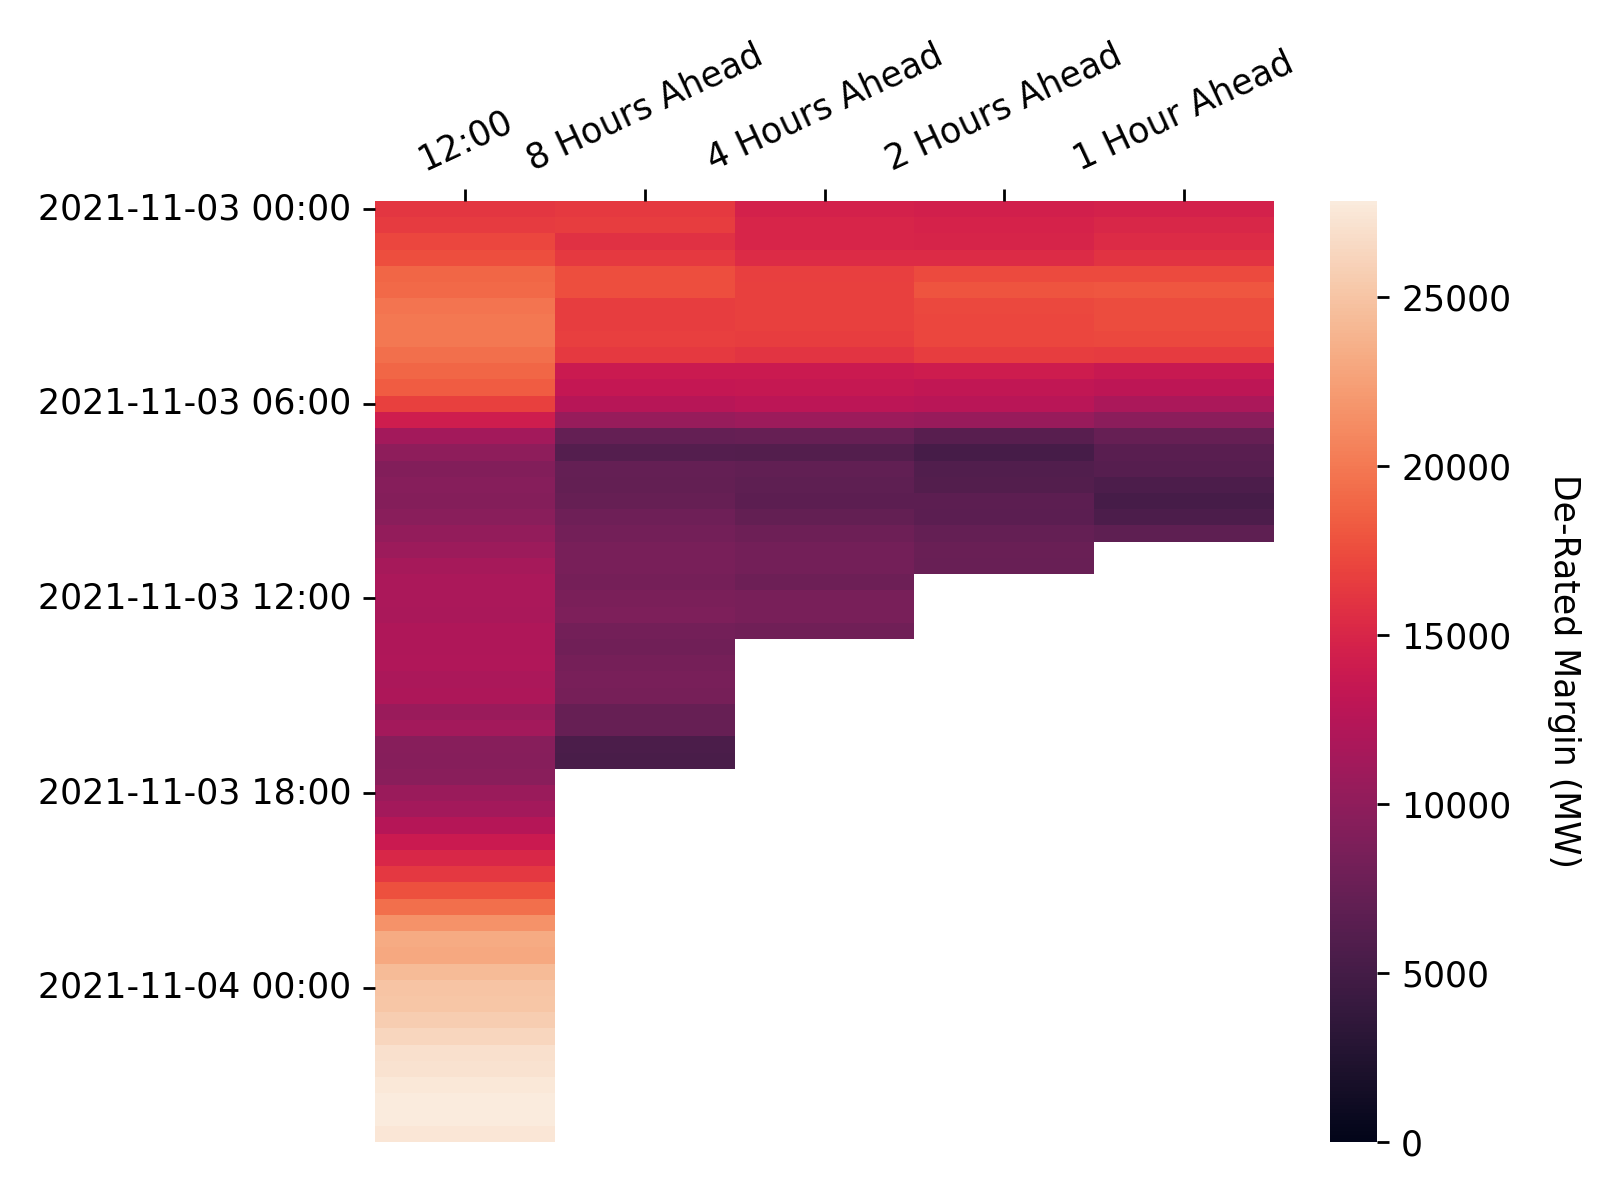 12:00
8 Hours Ahead
4 Hours Ahead
2 Hours Ahead
1 Hour Ahead
2021-11-03 00:00
2021-11-03 06:00
2021-11-03 12:00
2021-11-03 18:00
2021-11-04 00:00
25000
20000
15000
10000
5000
0
De-Rated Margin (MW)